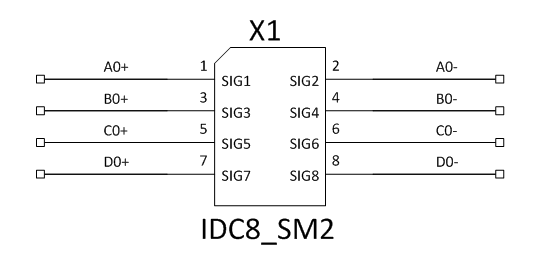 X1
A0+ 1 SIG1 SIG2 2 A0-
B0+ 3 SIG3 SIG4 4 B0-
C0+ 5 SIG5 SIG6 6 C0-
D0+ 7 SIG7 SIG8 8 D0-
IDC8_SM2